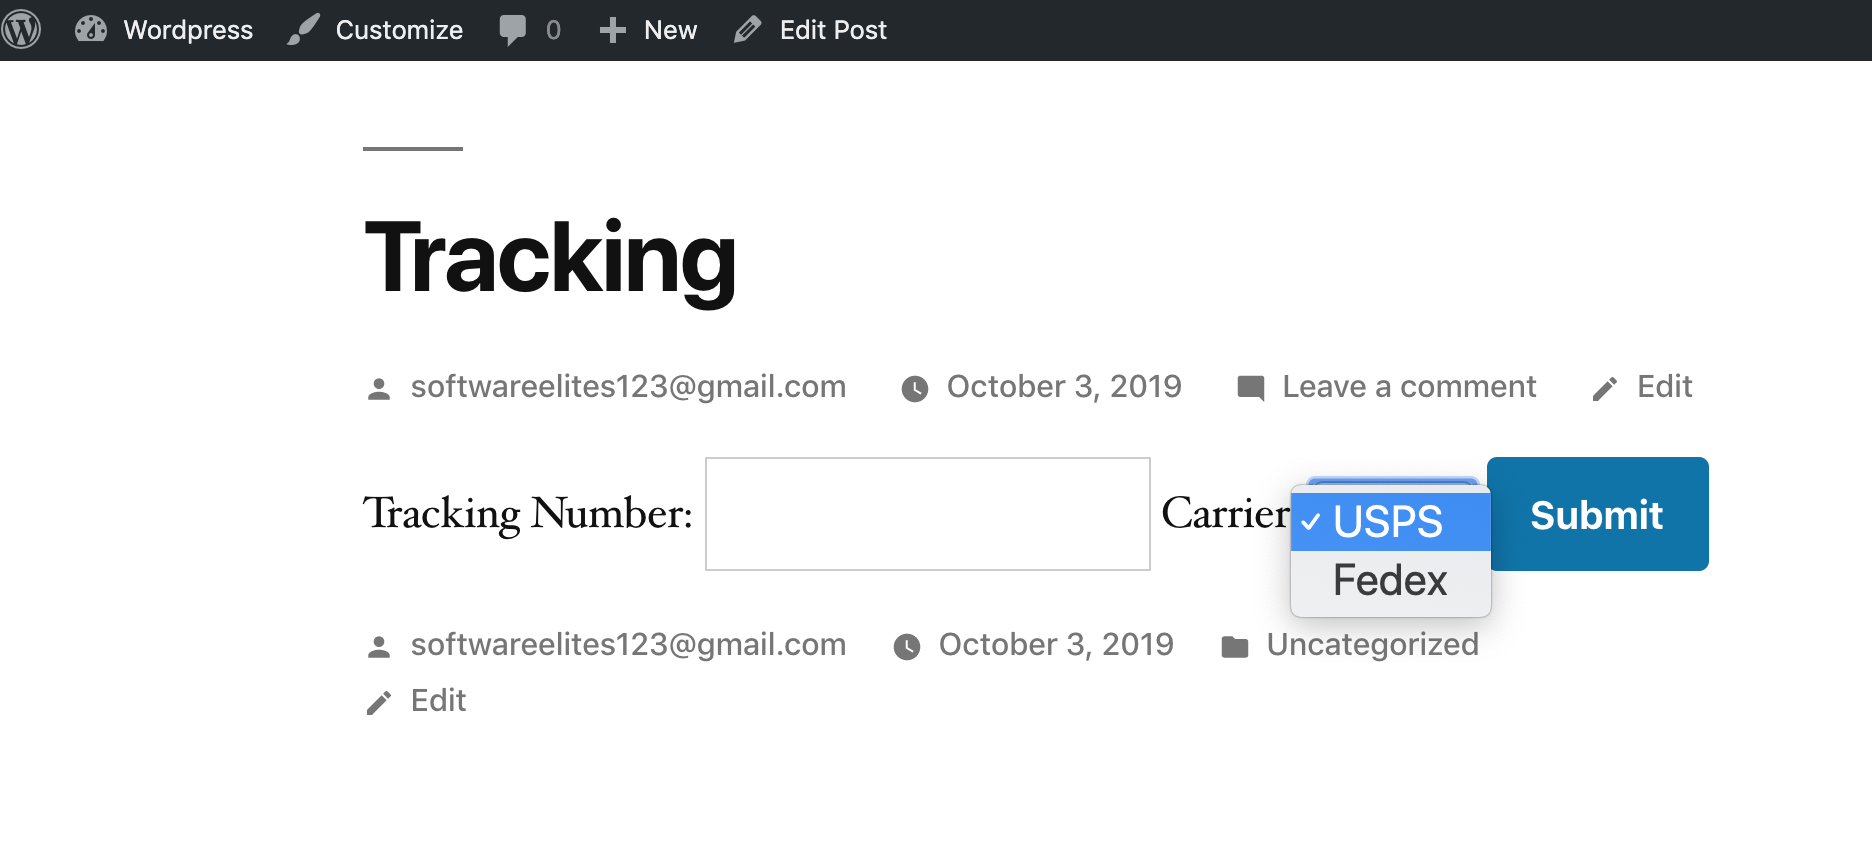 Wordpress Customize 0 New Edit Post
Tracking
softwareelites123@gmail.com October 3, 2019 Leave a comment Edit
Tracking Number: Carrier USPS Submit
Fedex
softwareelites123@gmail.com October 3, 2019 Uncategorized
Edit